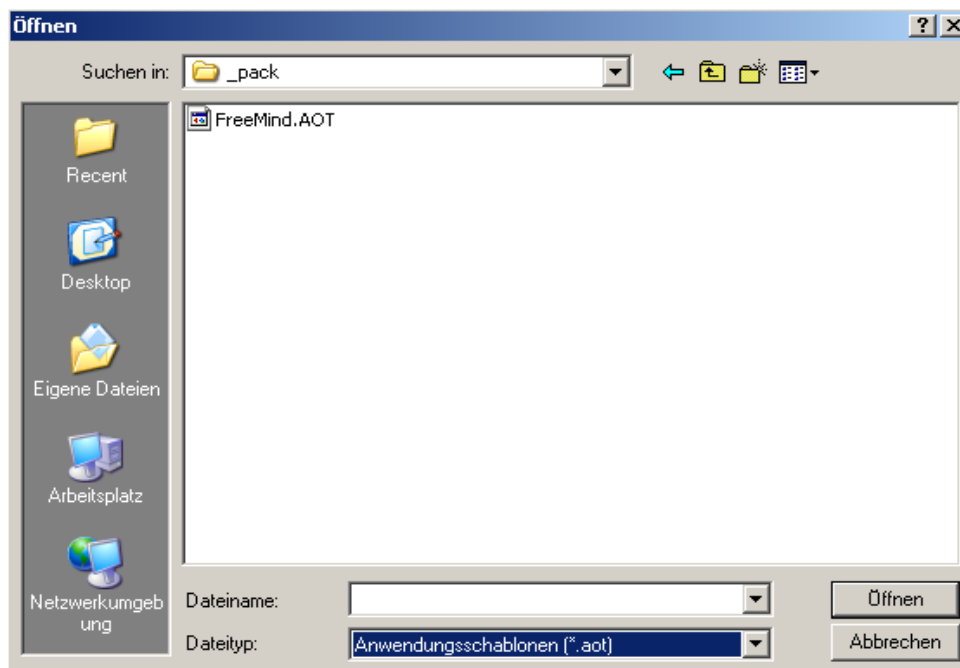 Öffnen
Suchen in: _pack
FreeMind.AOT
Recent
Desktop
Eigene Dateien
Arbeitsplatz
Netzwerkumgeb
ung
Dateiname:
Öffnen
Dateityp: Anwendungsschablonen (*.aot)
Abbrechen